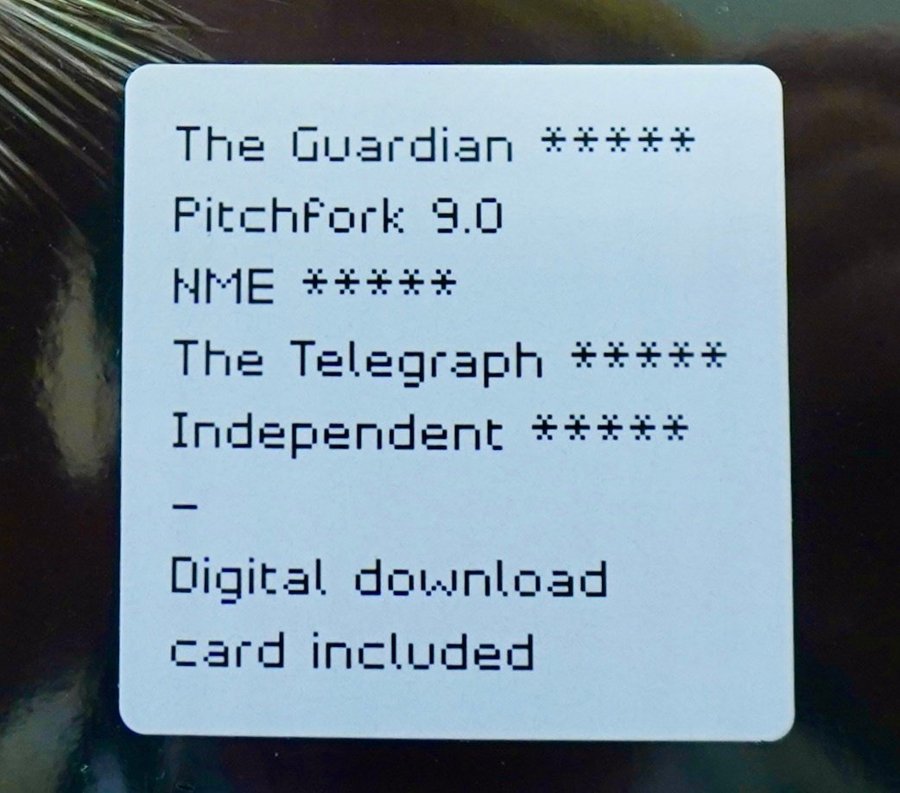 The Guardian *****
Pitchfork 9.0
NME *****
The Telegraph *****
Independent *****
–
Digital download
card included